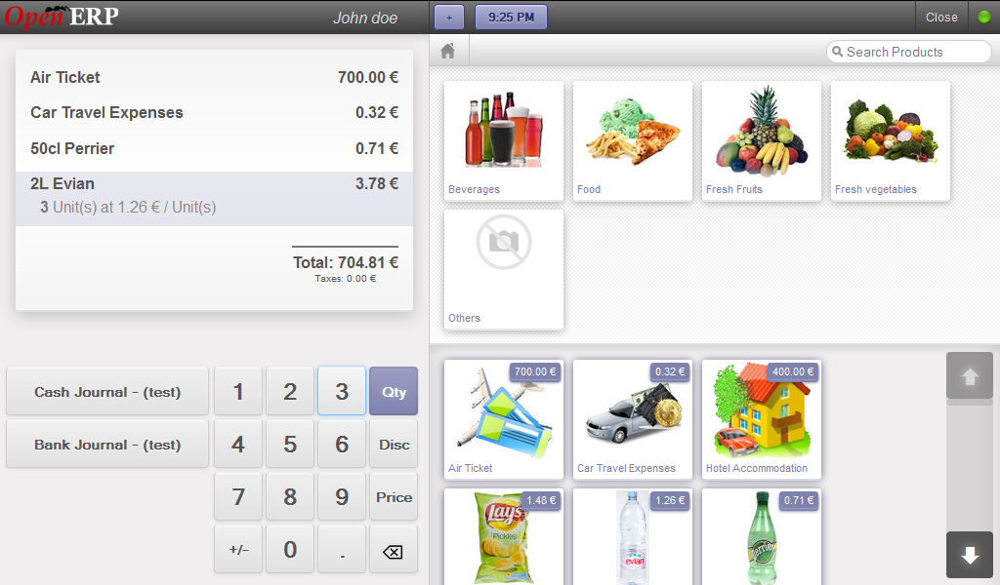 Open ERP
John doe
+
9:25 PM
Close
Search Products
Air Ticket 700.00 €
Car Travel Expenses 0.32 €
50cl Perrier 0.71 €
2L Evian 3.78 €
3 Unit(s) at 1.26 € / Unit(s)
Total: 704.81 €
Taxes: 0.00 €
Cash Journal - (test)
Bank Journal - (test)
1 2 3 Qty
4 5 6 Disc
7 8 9 Price
+/- 0 .
Beverages
Food
Fresh Fruits
Fresh vegetables
Others
700.00 €
Air Ticket
0.32 €
Car Travel Expenses
400.00 €
Hotel Accommodation
1.48 €
Lay's
Pickles
1.26 €
evian
0.71 €
Perrier